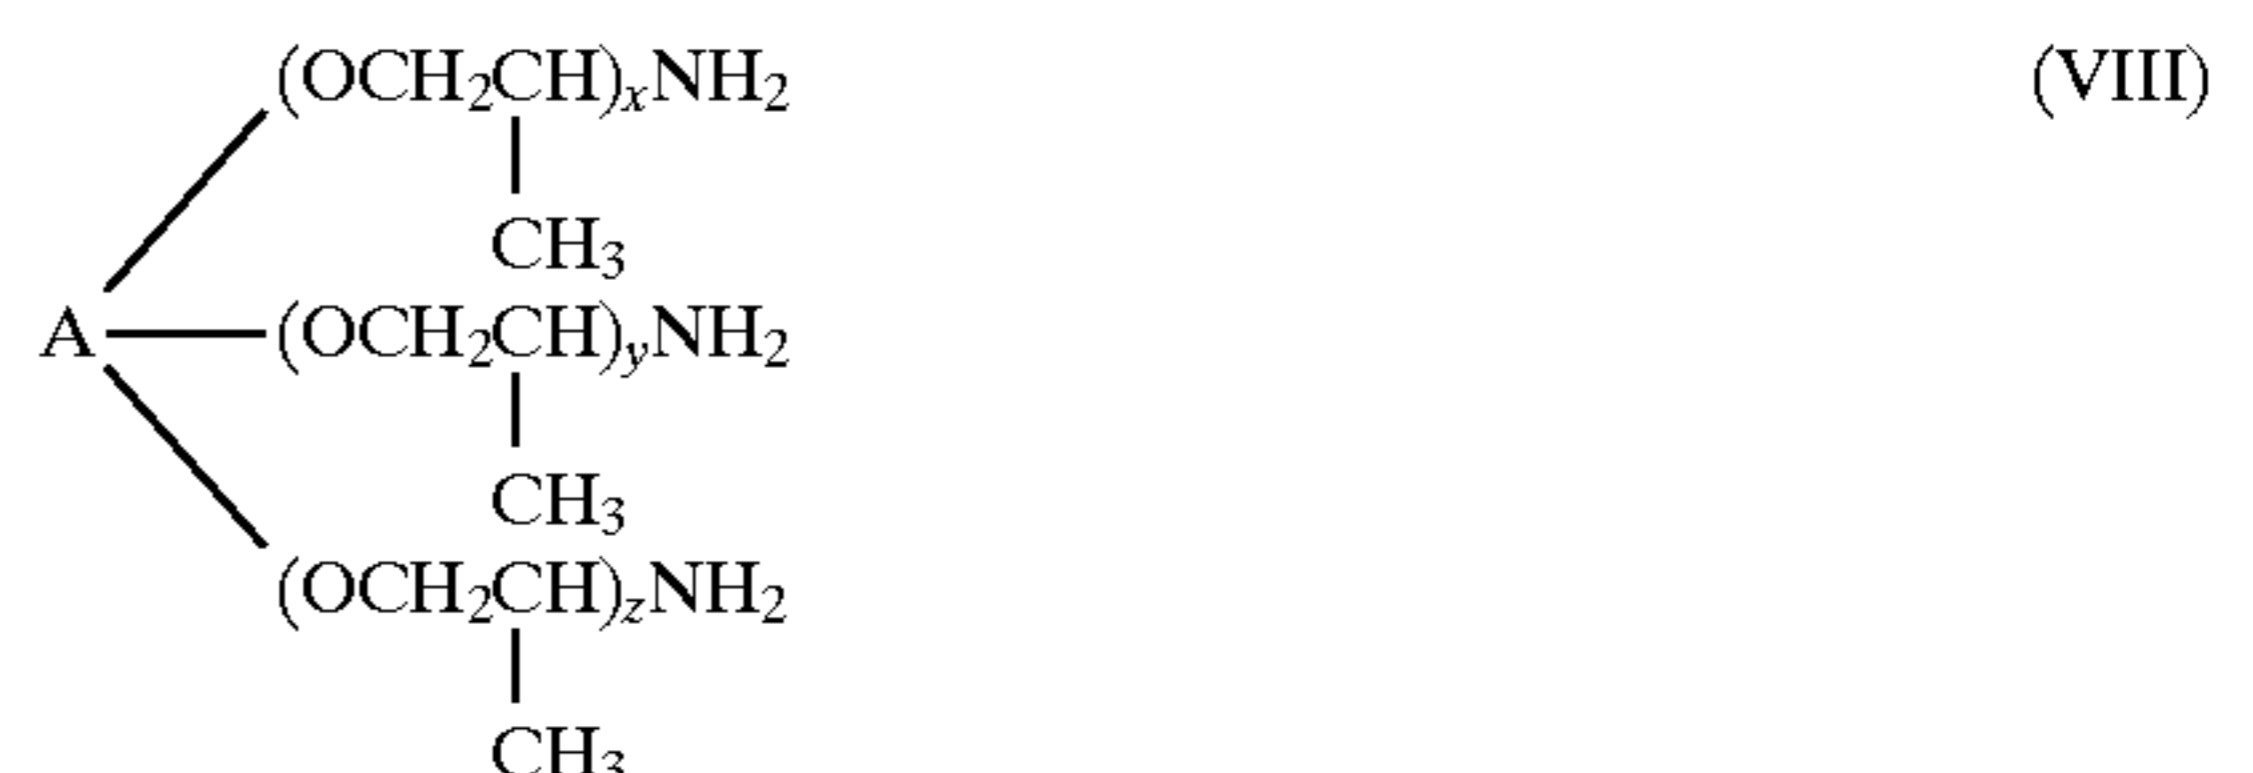 (OCH₂CH)ₓNH₂ (VIII)
CH₃
A (OCH₂CH)yNH₂
CH₃
(OCH₂CH)zNH₂
CH₃